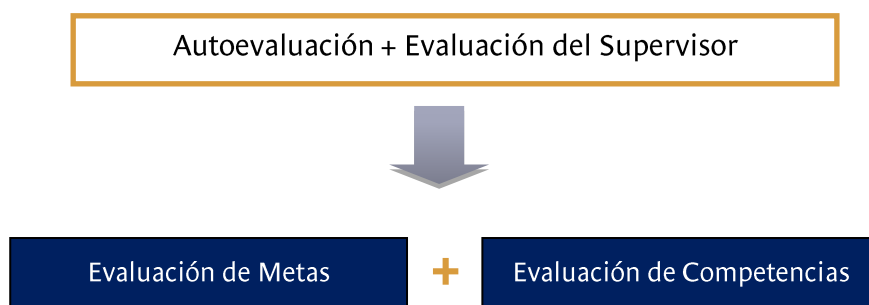 Autoevaluación + Evaluación del Supervisor
Evaluación de Metas + Evaluación de Competencias